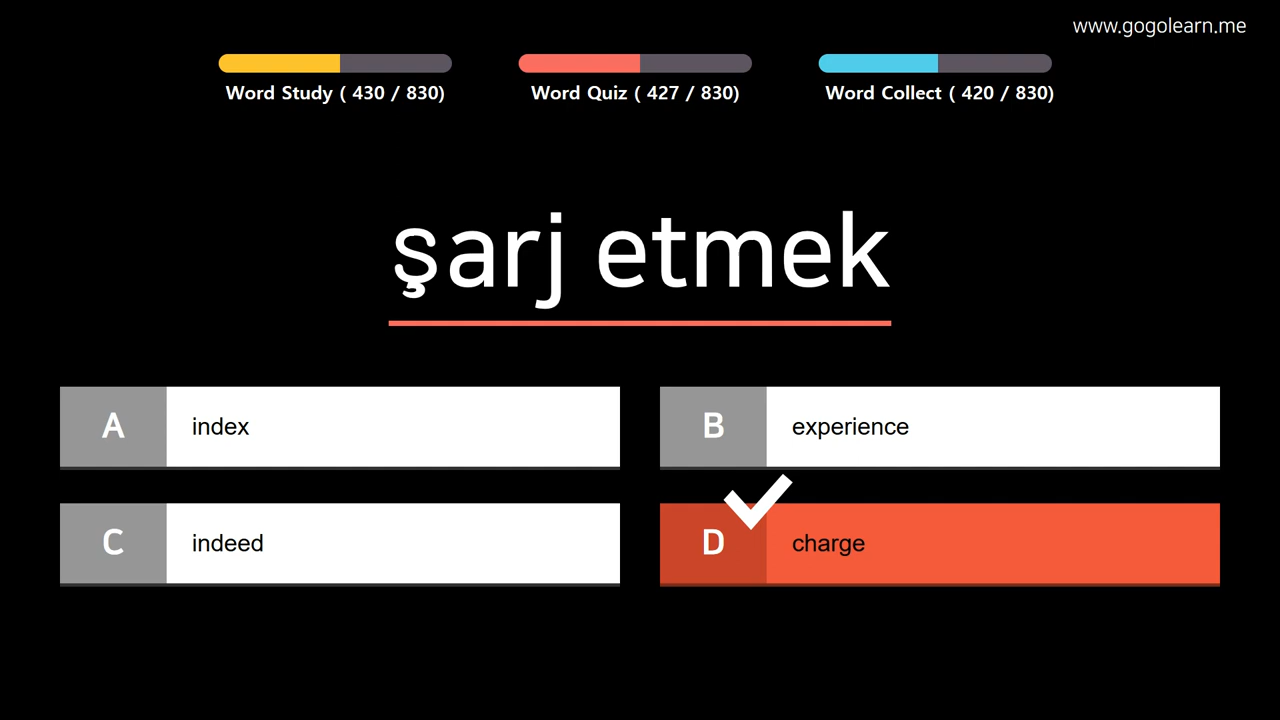 www.gogolearn.me
Word Study ( 430 / 830)
Word Quiz ( 427 / 830)
Word Collect ( 420 / 830)
şarj etmek
A index
B experience
C indeed
D charge